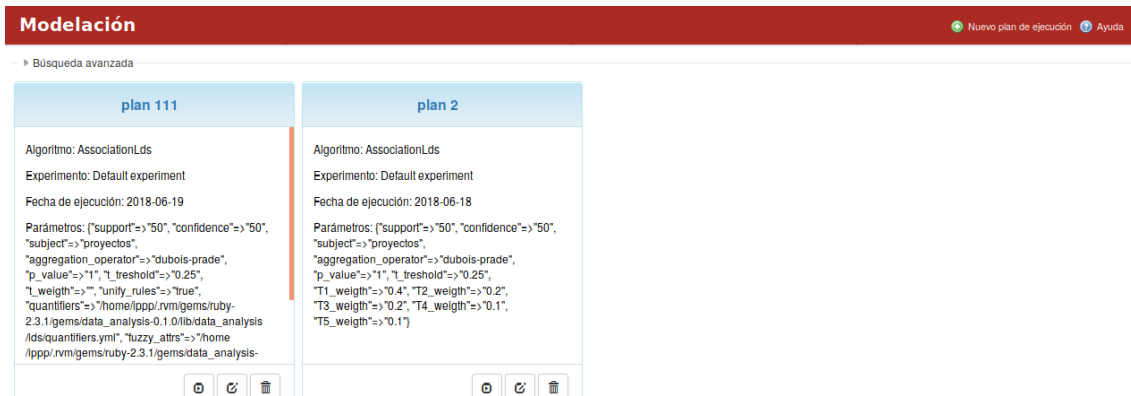 Modelación
Nuevo plan de ejecución Ayuda
Búsqueda avanzada
plan 111
Algoritmo: AssociationLds
Experimento: Default experiment
Fecha de ejecución: 2018-06-19
Parámetros: {"support"=>"50", "confidence"=>"50",
"subject"=>"proyectos",
"aggregation_operator"=>"dubois-prade",
"p_value"=>"1", "t_treshold"=>"0.25",
"t_weigth"=>"", "unify_rules"=>"true",
"quantifiers"=>"/home/ippp/.rvm/gems/ruby-
2.3.1/gems/data_analysis-0.1.0/lib/data_analysis
/lds/quantifiers.yml", "fuzzy_attrs"=>"/home
/ippp/.rvm/gems/ruby-2.3.1/gems/data_analysis-
plan 2
Algoritmo: AssociationLds
Experimento: Default experiment
Fecha de ejecución: 2018-06-18
Parámetros: {"support"=>"50", "confidence"=>"50",
"subject"=>"proyectos",
"aggregation_operator"=>"dubois-prade",
"p_value"=>"1", "t_treshold"=>"0.25",
"T1_weigth"=>"0.4", "T2_weigth"=>"0.2",
"T3_weigth"=>"0.2", "T4_weigth"=>"0.1",
"T5_weigth"=>"0.1"}